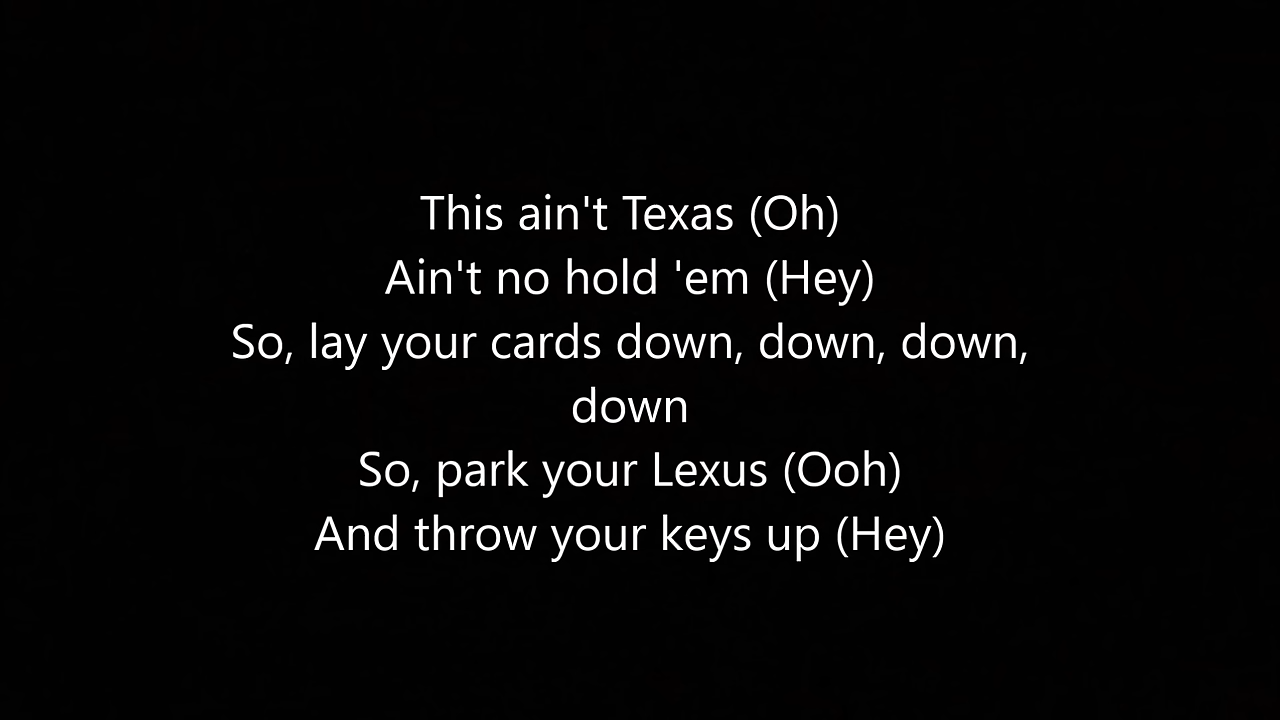 This ain't Texas (Oh)
Ain't no hold 'em (Hey)
So, lay your cards down, down, down,
down
So, park your Lexus (Ooh)
And throw your keys up (Hey)